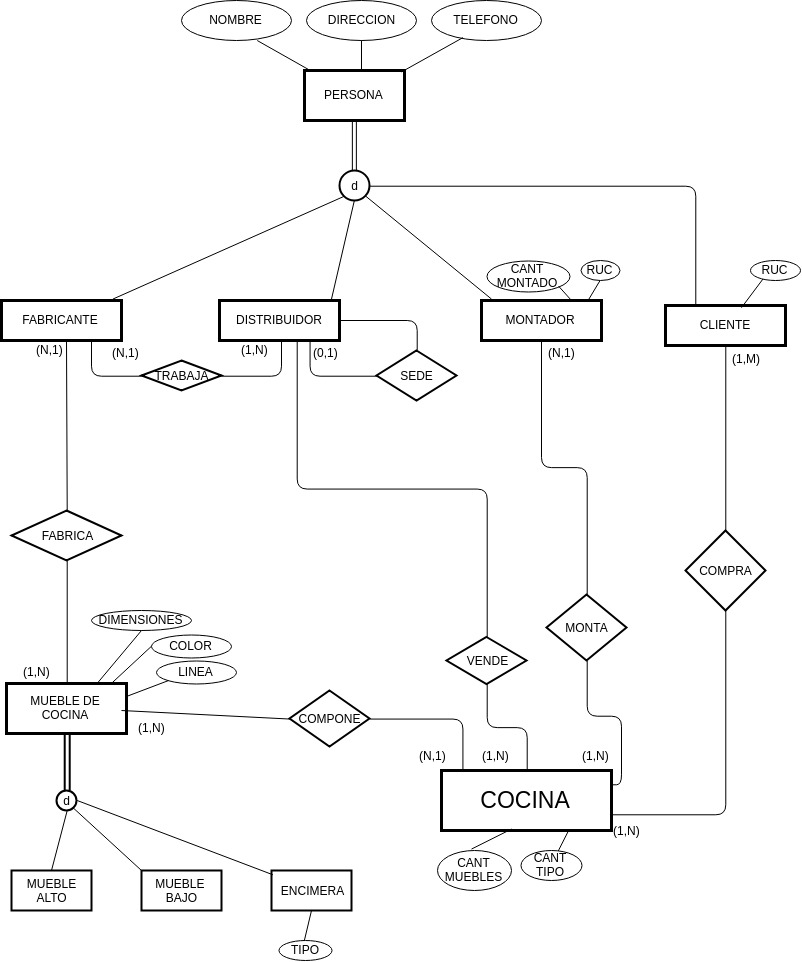 NOMBRE
DIRECCION
TELEFONO
PERSONA
d
CANT
MONTADO
RUC
RUC
FABRICANTE
DISTRIBUIDOR
MONTADOR
CLIENTE
(N,1)
(N,1)
(1,N)
(0,1)
(N,1)
(1,M)
TRABAJA
SEDE
FABRICA
COMPRA
DIMENSIONES
MONTA
COLOR
VENDE
LINEA
(1,N)
MUEBLE DE
COCINA
COMPONE
(1,N)
(N,1)
(1,N)
(1,N)
d
COCINA
(1,N)
CANT
MUEBLES
CANT
TIPO
MUEBLE
ALTO
MUEBLE
BAJO
ENCIMERA
TIPO